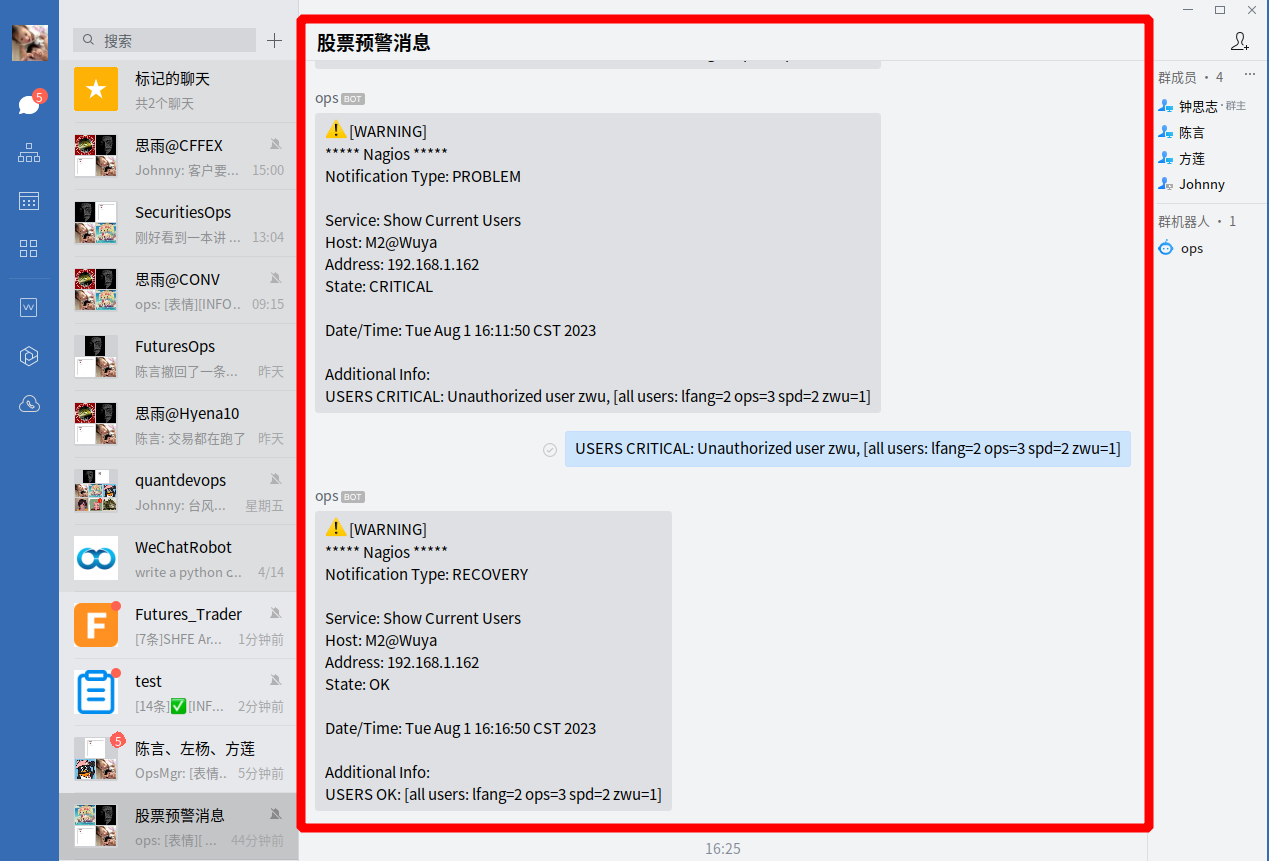 搜索
标记的聊天
共2个聊天
思雨@CFFEX
Johnny: 客户要... 15:00
SecuritiesOps
刚好看到一本讲 ... 13:04
思雨@CONV
ops: [表情][INFO... 09:15
FuturesOps
陈言撤回了一条... 昨天
思雨@Hyena10
陈言: 交易都在跑了 昨天
quantdevops
Johnny: 台风... 星期五
WeChatRobot
write a python c... 4/14
Futures_Trader
[7条]SHFE Ar... 1分钟前
test
[14条]✅[INF... 2分钟前
5
陈言、左杨、方莲
OpsMgr: [表情.. 5分钟前
股票预警消息
ops: [表情][ ... 44分钟前
5
股票预警消息
ops BOT
⚠️[WARNING]
***** Nagios *****
Notification Type: PROBLEM
Service: Show Current Users
Host: M2@Wuya
Address: 192.168.1.162
State: CRITICAL
Date/Time: Tue Aug 1 16:11:50 CST 2023
Additional Info:
USERS CRITICAL: Unauthorized user zwu, [all users: lfang=2 ops=3 spd=2 zwu=1]
USERS CRITICAL: Unauthorized user zwu, [all users: lfang=2 ops=3 spd=2 zwu=1]
ops BOT
⚠️[WARNING]
***** Nagios *****
Notification Type: RECOVERY
Service: Show Current Users
Host: M2@Wuya
Address: 192.168.1.162
State: OK
Date/Time: Tue Aug 1 16:16:50 CST 2023
Additional Info:
USERS OK: [all users: lfang=2 ops=3 spd=2 zwu=1]
16:25
群成员 · 4 ...
钟思志 · 群主
陈言
方莲
Johnny
群机器人 · 1
ops